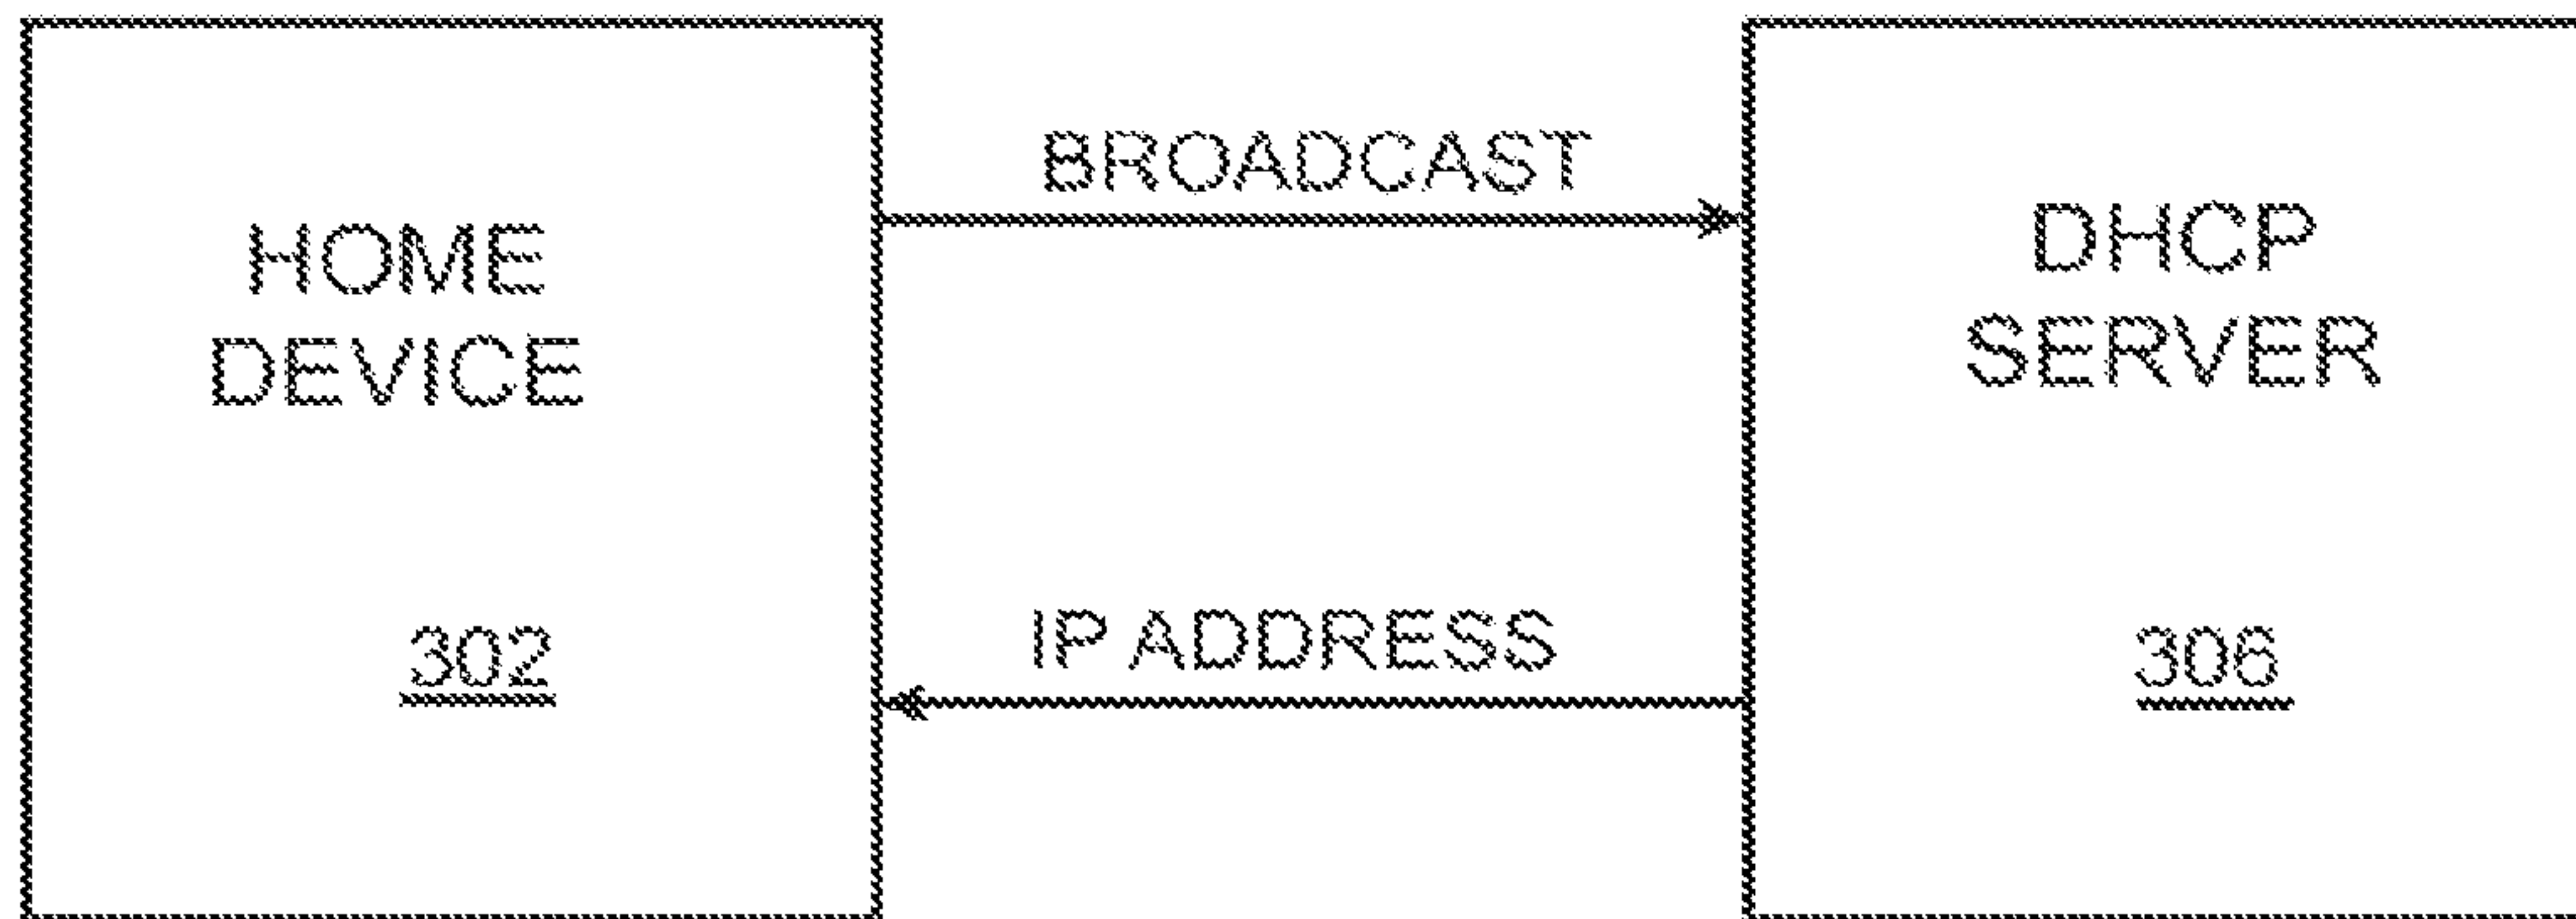 HOME
DEVICE
302
BROADCAST
IP ADDRESS
DHCP
SERVER
306